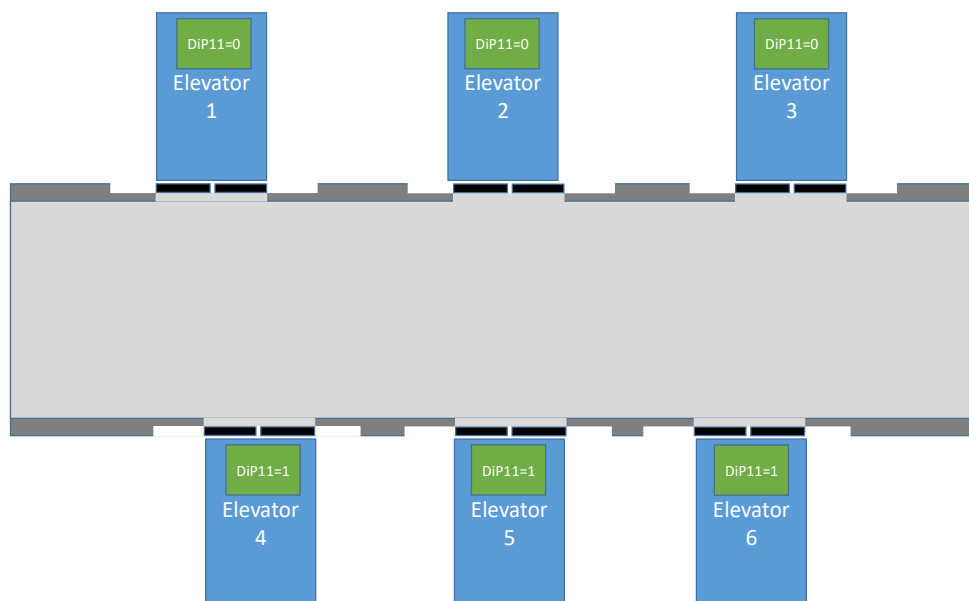 DiP11=0
Elevator
1
DiP11=0
Elevator
2
DiP11=0
Elevator
3
DiP11=1
Elevator
4
DiP11=1
Elevator
5
DiP11=1
Elevator
6